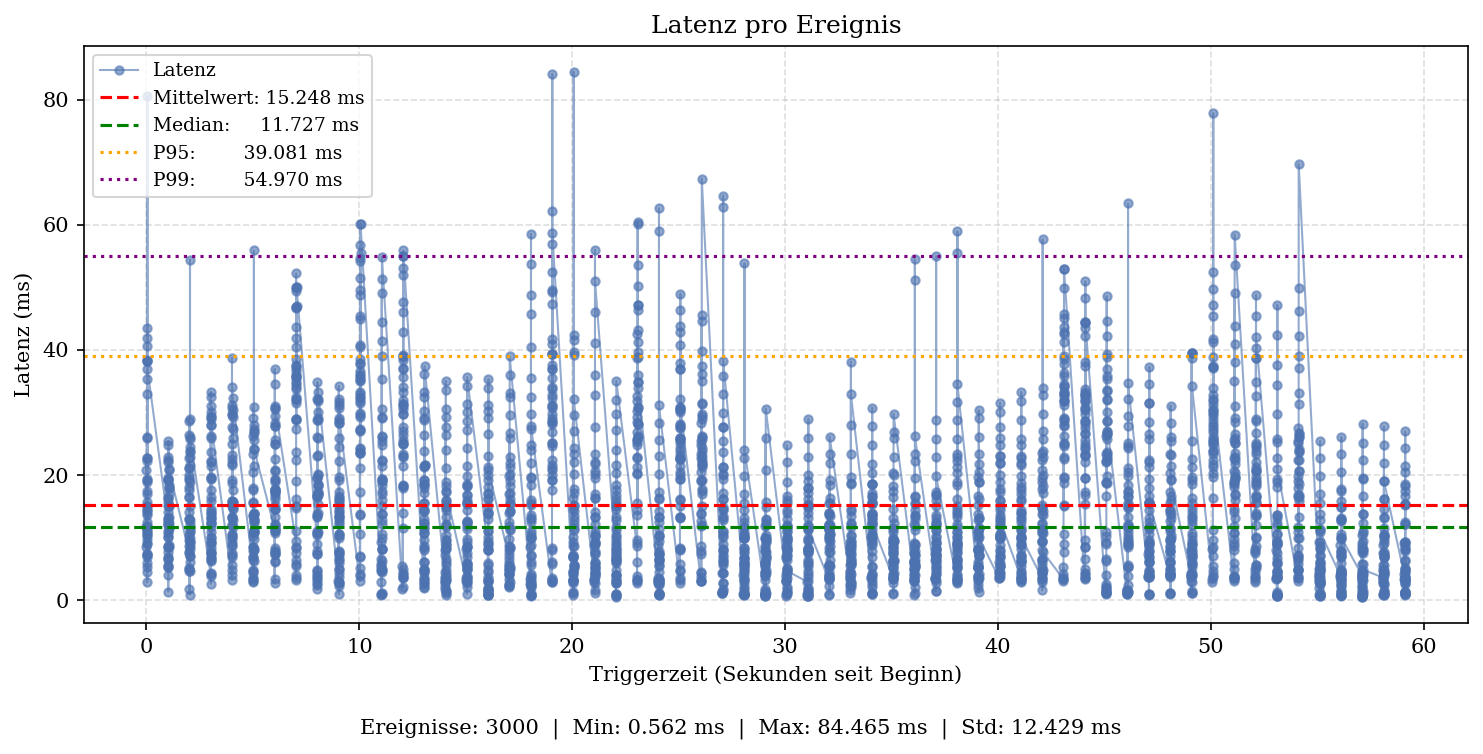 Latenz pro Ereignis
Latenz
Mittelwert: 15.248 ms
Median: 11.727 ms
P95: 39.081 ms
P99: 54.970 ms
Latenz (ms)
80
60
40
20
0
0 10 20 30 40 50 60
Triggerzeit (Sekunden seit Beginn)
Ereignisse: 3000 | Min: 0.562 ms | Max: 84.465 ms | Std: 12.429 ms